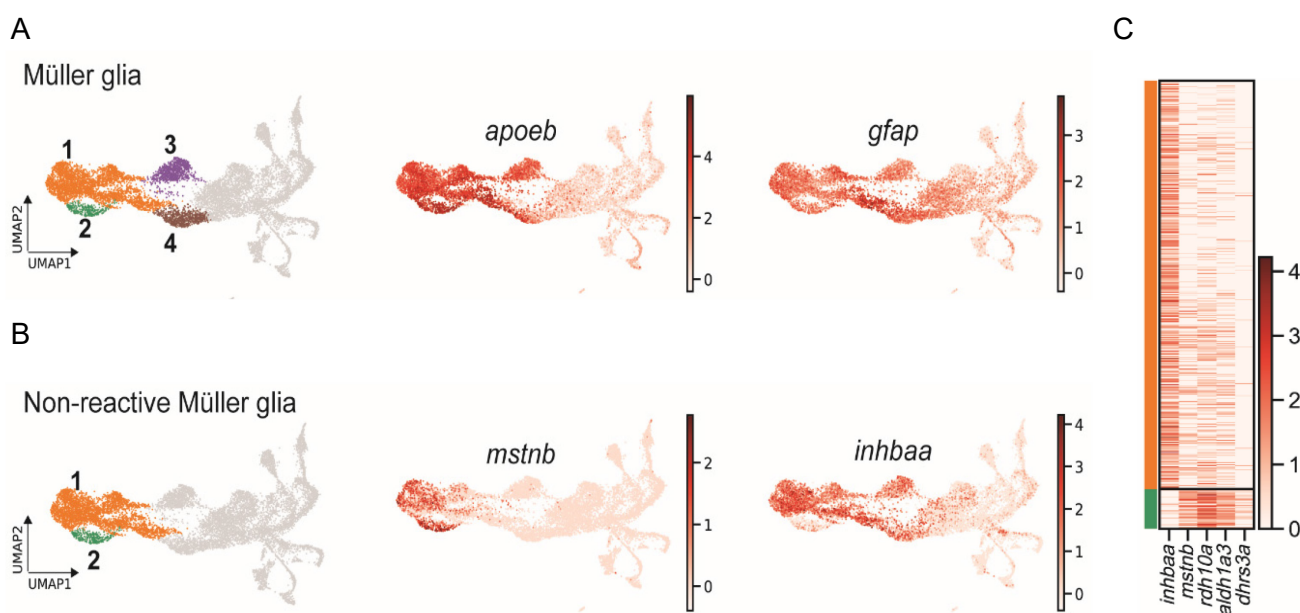 A
C
Müller glia
1
3
2
4
UMAP2
UMAP1
apoeb
4
2
0
gfap
3
2
1
0
B
Non-reactive Müller glia
1
2
UMAP2
UMAP1
mstnb
2
1
0
inhbaa
4
3
2
1
0
4
3
2
1
0
inhbaa
mstnb
rdh10a
aldh1a3
dhrs3a